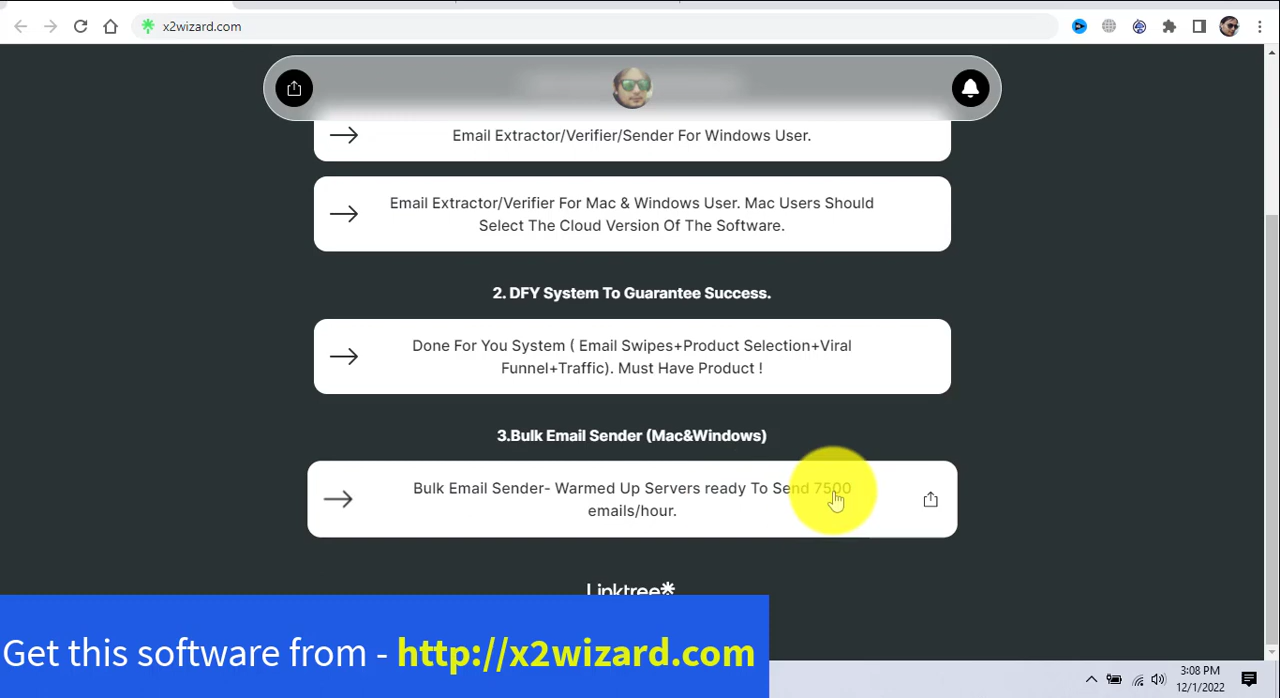 x2wizard.com
Email Extractor/Verifier/Sender For Windows User.
Email Extractor/Verifier For Mac & Windows User. Mac Users Should
Select The Cloud Version Of The Software.
2. DFY System To Guarantee Success.
Done For You System ( Email Swipes+Product Selection+Viral
Funnel+Traffic). Must Have Product !
3.Bulk Email Sender (Mac&Windows)
Bulk Email Sender- Warmed Up Servers ready To Send 7500
emails/hour.
Linktree
Get this software from - http://x2wizard.com
3:08 PM
12/1/2022